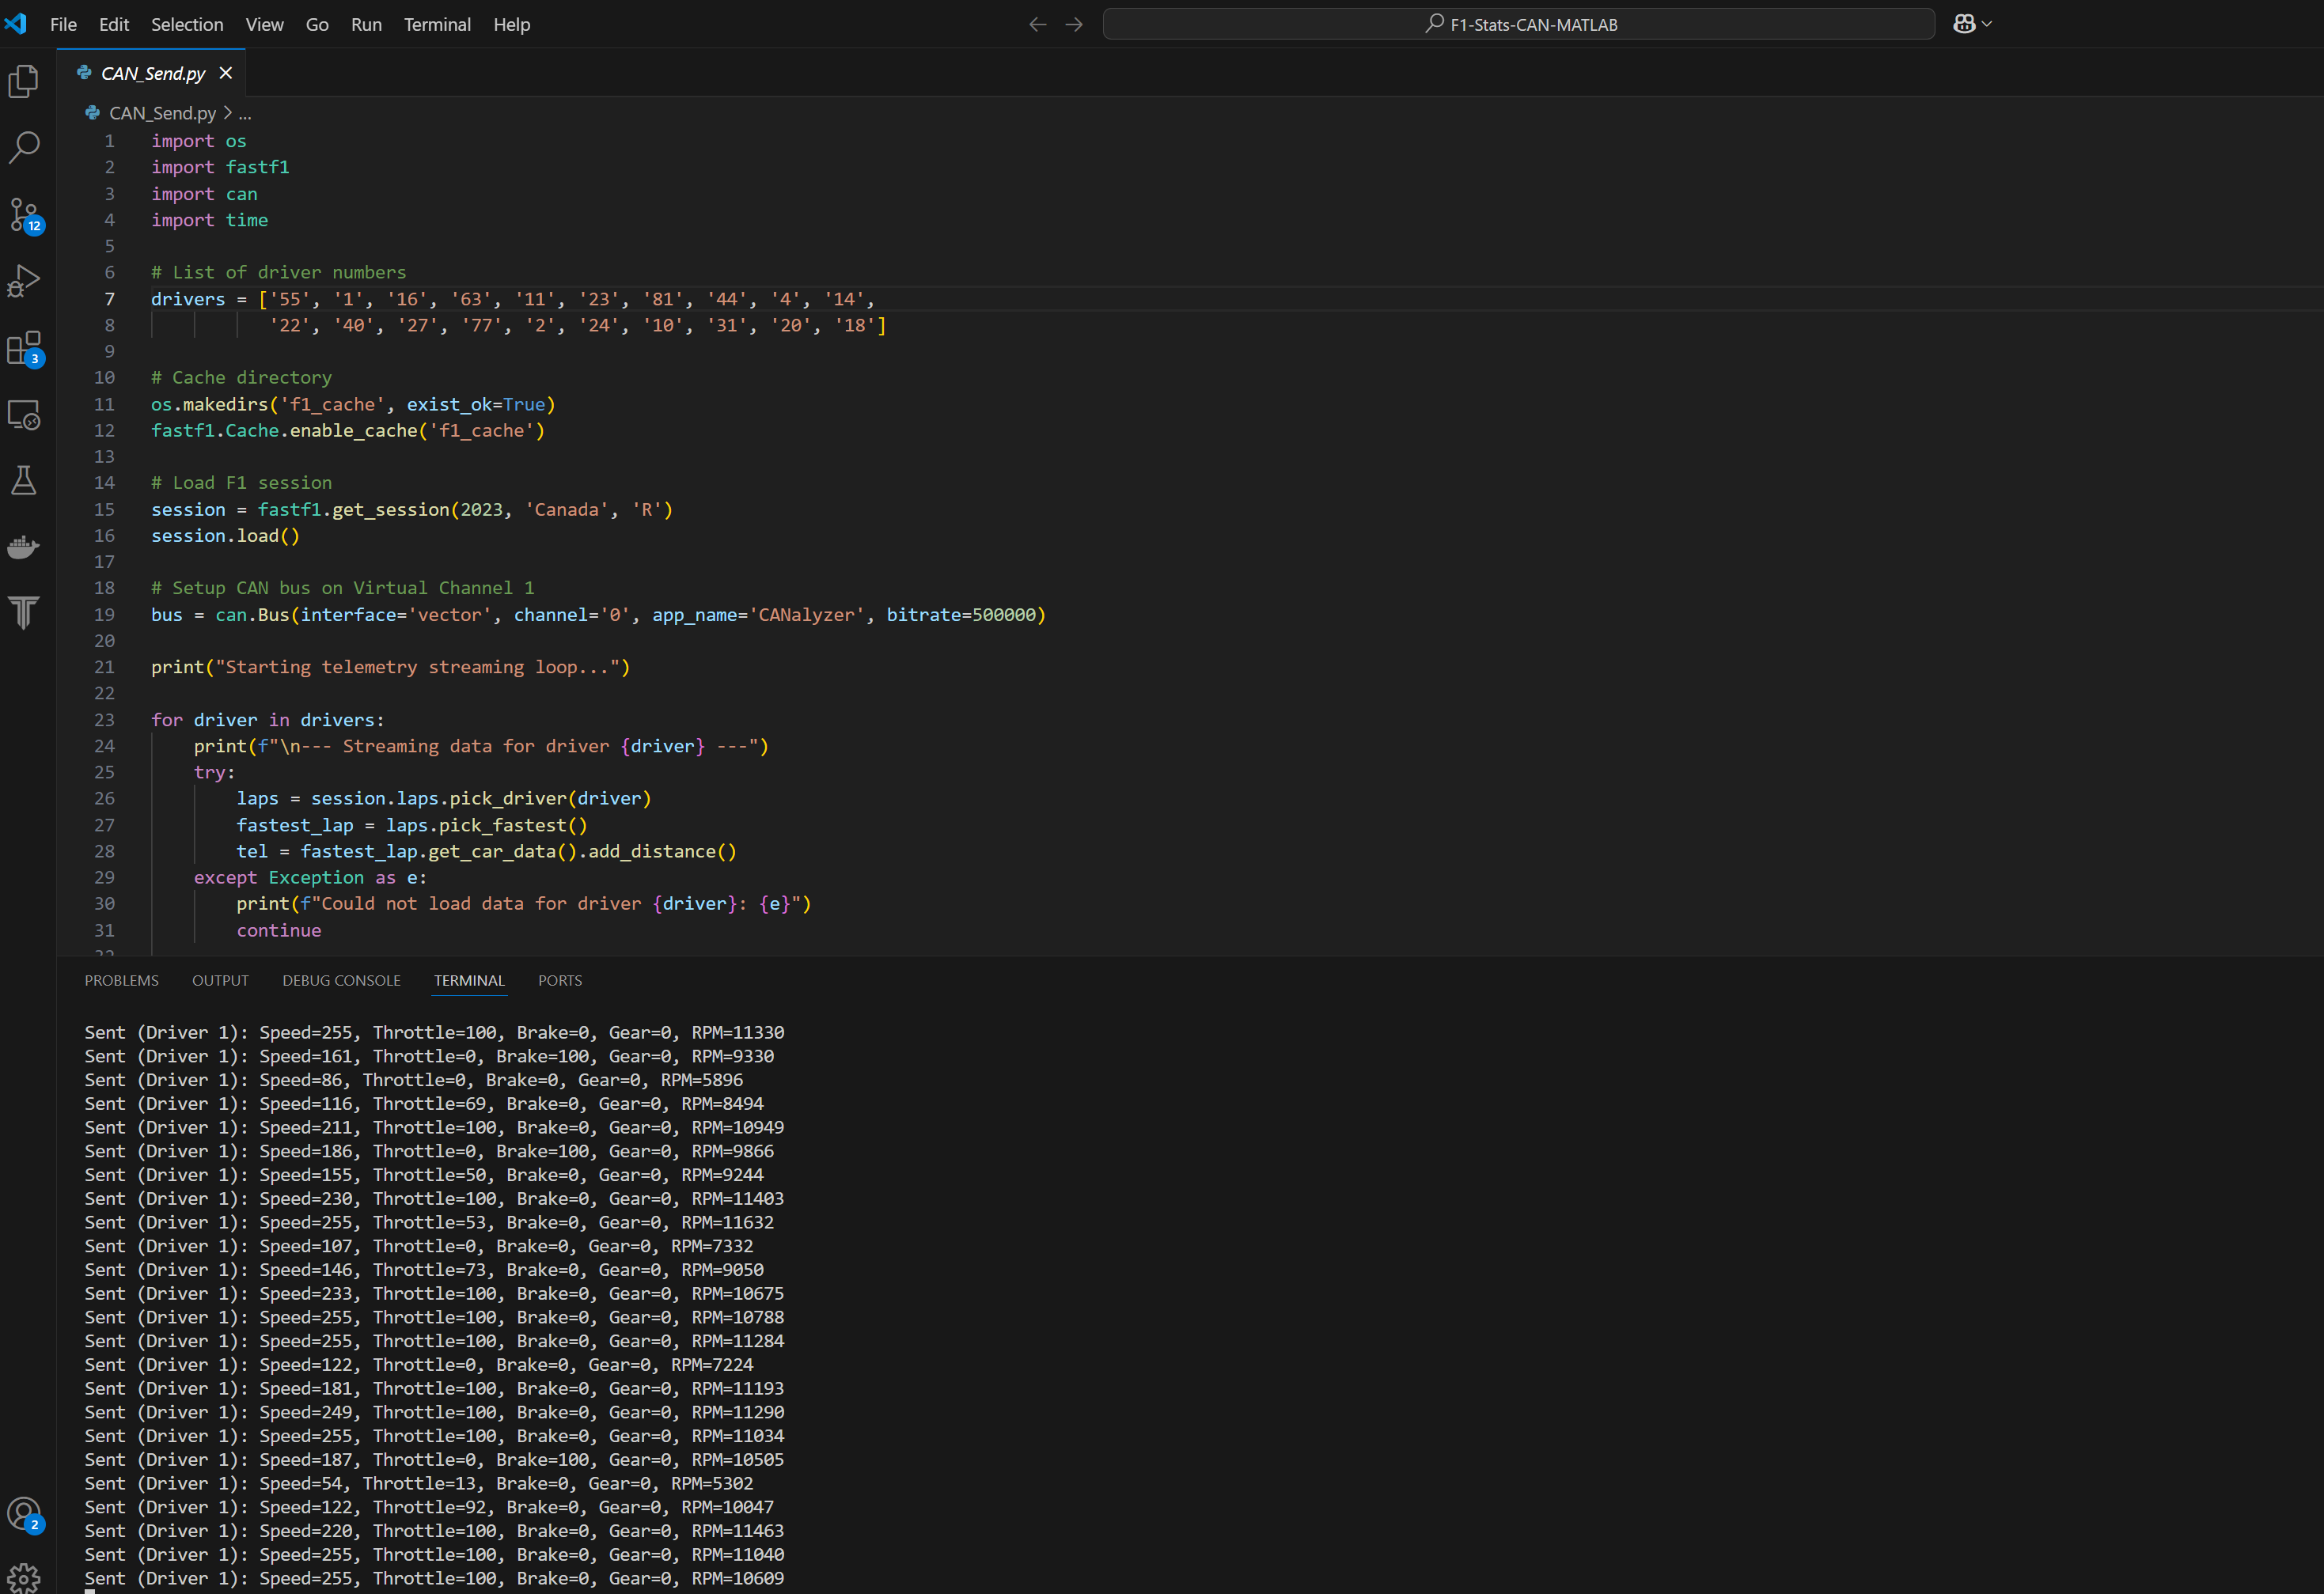 File Edit Selection View Go Run Terminal Help
F1-Stats-CAN-MATLAB
CAN_Send.py
CAN_Send.py > ...
12
3
2
1 import os
2 import fastf1
3 import can
4 import time
5
6 # List of driver numbers
7 drivers = ['55', '1', '16', '63', '11', '23', '81', '44', '4', '14',
8 '22', '40', '27', '77', '2', '24', '10', '31', '20', '18']
9
10 # Cache directory
11 os.makedirs('f1_cache', exist_ok=True)
12 fastf1.Cache.enable_cache('f1_cache')
13
14 # Load F1 session
15 session = fastf1.get_session(2023, 'Canada', 'R')
16 session.load()
17
18 # Setup CAN bus on Virtual Channel 1
19 bus = can.Bus(interface='vector', channel='0', app_name='CANalyzer', bitrate=500000)
20
21 print("Starting telemetry streaming loop...")
22
23 for driver in drivers:
24 print(f"\n--- Streaming data for driver {driver} ---")
25 try:
26 laps = session.laps.pick_driver(driver)
27 fastest_lap = laps.pick_fastest()
28 tel = fastest_lap.get_car_data().add_distance()
29 except Exception as e:
30 print(f"Could not load data for driver {driver}: {e}")
31 continue
32
PROBLEMS OUTPUT DEBUG CONSOLE TERMINAL PORTS
Sent (Driver 1): Speed=255, Throttle=100, Brake=0, Gear=0, RPM=11330
Sent (Driver 1): Speed=161, Throttle=0, Brake=100, Gear=0, RPM=9330
Sent (Driver 1): Speed=86, Throttle=0, Brake=0, Gear=0, RPM=5896
Sent (Driver 1): Speed=116, Throttle=69, Brake=0, Gear=0, RPM=8494
Sent (Driver 1): Speed=211, Throttle=100, Brake=0, Gear=0, RPM=10949
Sent (Driver 1): Speed=186, Throttle=0, Brake=100, Gear=0, RPM=9866
Sent (Driver 1): Speed=155, Throttle=50, Brake=0, Gear=0, RPM=9244
Sent (Driver 1): Speed=230, Throttle=100, Brake=0, Gear=0, RPM=11403
Sent (Driver 1): Speed=255, Throttle=53, Brake=0, Gear=0, RPM=11632
Sent (Driver 1): Speed=107, Throttle=0, Brake=0, Gear=0, RPM=7332
Sent (Driver 1): Speed=146, Throttle=73, Brake=0, Gear=0, RPM=9050
Sent (Driver 1): Speed=233, Throttle=100, Brake=0, Gear=0, RPM=10675
Sent (Driver 1): Speed=255, Throttle=100, Brake=0, Gear=0, RPM=10788
Sent (Driver 1): Speed=255, Throttle=100, Brake=0, Gear=0, RPM=11284
Sent (Driver 1): Speed=122, Throttle=0, Brake=0, Gear=0, RPM=7224
Sent (Driver 1): Speed=181, Throttle=100, Brake=0, Gear=0, RPM=11193
Sent (Driver 1): Speed=249, Throttle=100, Brake=0, Gear=0, RPM=11290
Sent (Driver 1): Speed=255, Throttle=100, Brake=0, Gear=0, RPM=11034
Sent (Driver 1): Speed=187, Throttle=0, Brake=100, Gear=0, RPM=10505
Sent (Driver 1): Speed=54, Throttle=13, Brake=0, Gear=0, RPM=5302
Sent (Driver 1): Speed=122, Throttle=92, Brake=0, Gear=0, RPM=10047
Sent (Driver 1): Speed=220, Throttle=100, Brake=0, Gear=0, RPM=11463
Sent (Driver 1): Speed=255, Throttle=100, Brake=0, Gear=0, RPM=11040
Sent (Driver 1): Speed=255, Throttle=100, Brake=0, Gear=0, RPM=10609